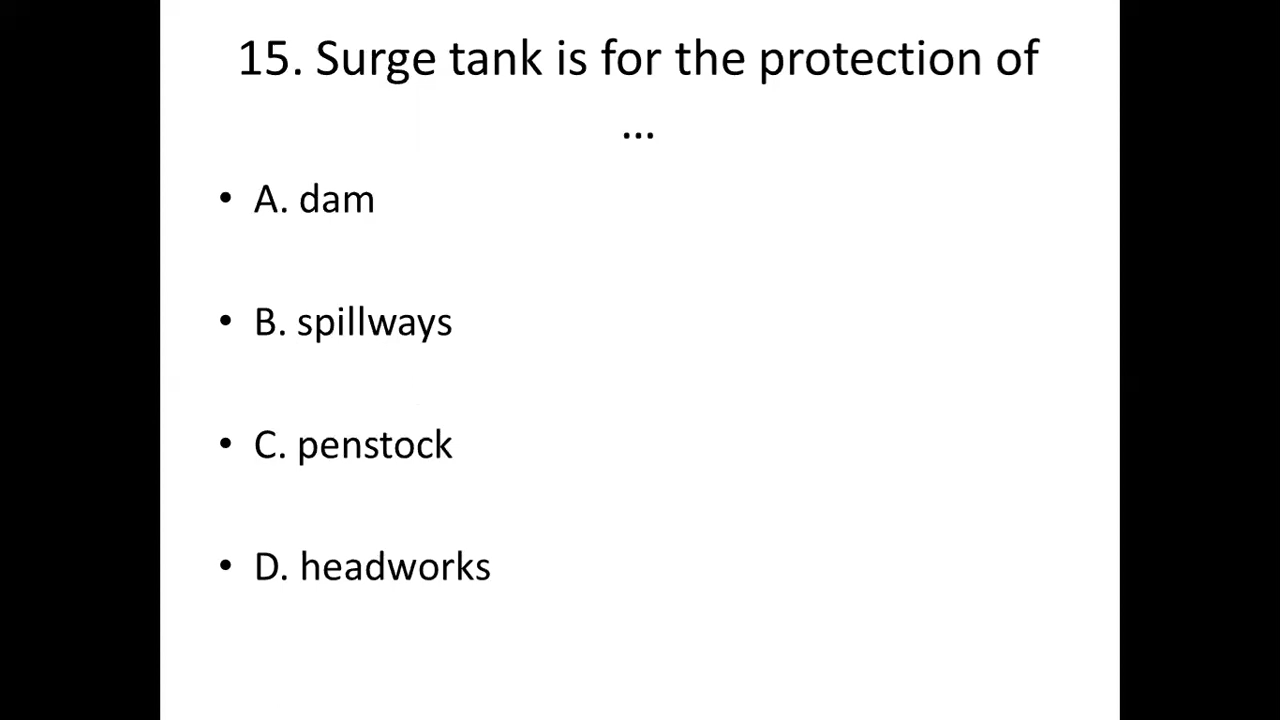 15. Surge tank is for the protection of
...
• A. dam
• B. spillways
• C. penstock
• D. headworks